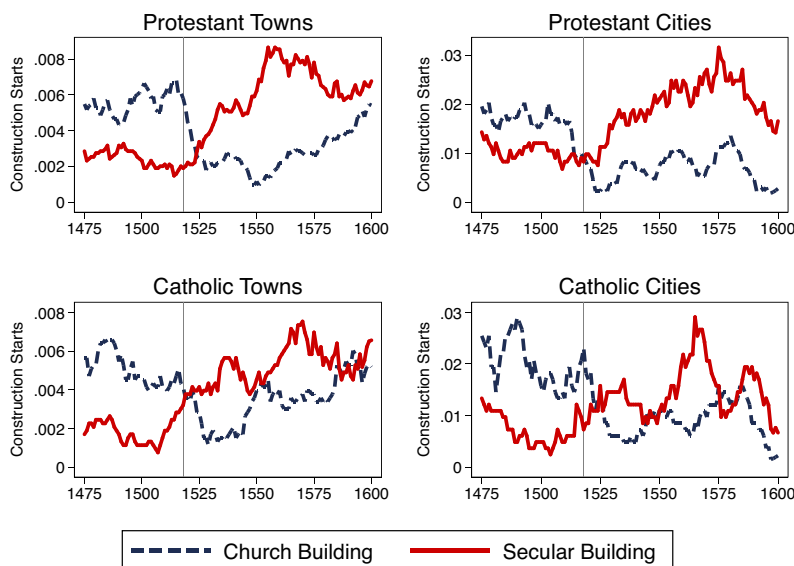 Protestant Towns
Construction Starts
.008
.006
.004
.002
0
1475 1500 1525 1550 1575 1600
Protestant Cities
Construction Starts
.03
.02
.01
0
1475 1500 1525 1550 1575 1600
Catholic Towns
Construction Starts
.008
.006
.004
.002
0
1475 1500 1525 1550 1575 1600
Catholic Cities
Construction Starts
.03
.02
.01
0
1475 1500 1525 1550 1575 1600
Church Building Secular Building